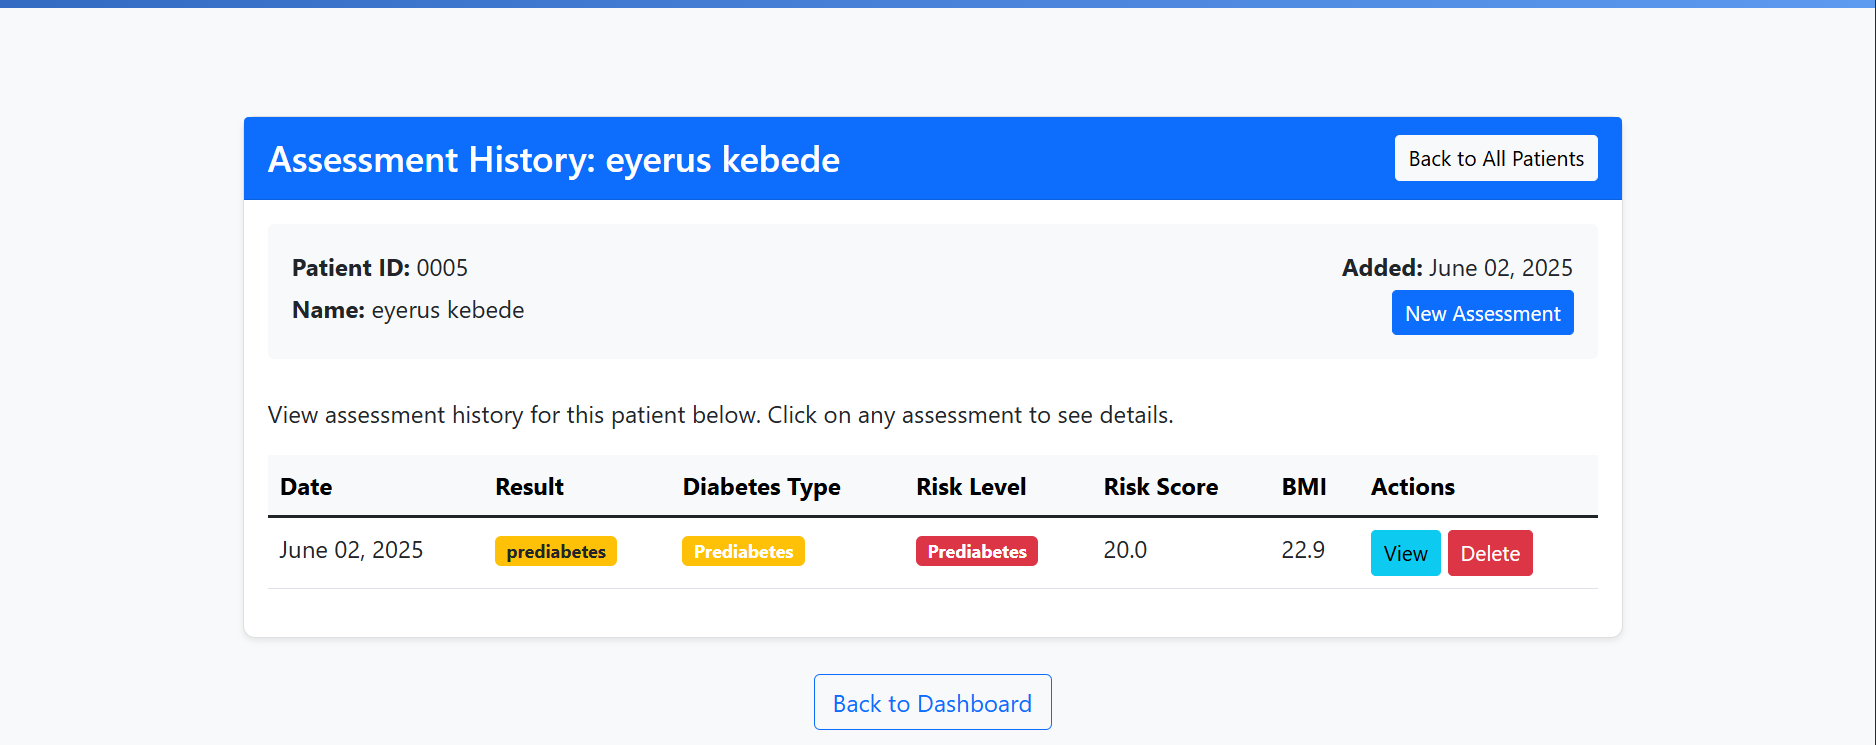 Assessment History: eyerus kebede
Back to All Patients
Patient ID: 0005
Added: June 02, 2025
Name: eyerus kebede
New Assessment
View assessment history for this patient below. Click on any assessment to see details.
Date Result Diabetes Type Risk Level Risk Score BMI Actions
June 02, 2025 prediabetes Prediabetes Prediabetes 20.0 22.9 View Delete
Back to Dashboard